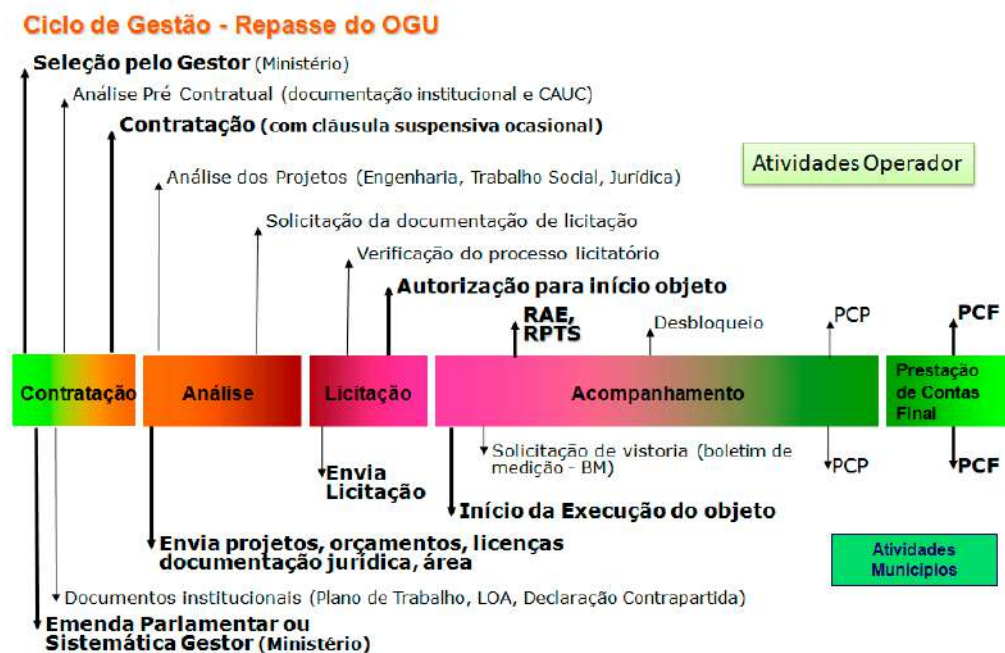 Ciclo de Gestão - Repasse do OGU
Seleção pelo Gestor (Ministério)
Análise Pré Contratual (documentação institucional e CAUC)
Contratação (com cláusula suspensiva ocasional)
Atividades Operador
Análise dos Projetos (Engenharia, Trabalho Social, Jurídica)
Solicitação da documentação de licitação
Verificação do processo licitatório
Autorização para início objeto
RAE,
RPTS
Desbloqueio
PCP
PCF
Contratação
Análise
Licitação
Acompanhamento
Prestação
de Contas
Final
Solicitação de vistoria (boletim de
medição - BM)
PCP
PCF
Envia
Licitação
Início da Execução do objeto
Envia projetos, orçamentos, licenças
documentação jurídica, área
Atividades
Municípios
Documentos institucionais (Plano de Trabalho, LOA, Declaração Contrapartida)
Emenda Parlamentar ou
Sistemática Gestor (Ministério)